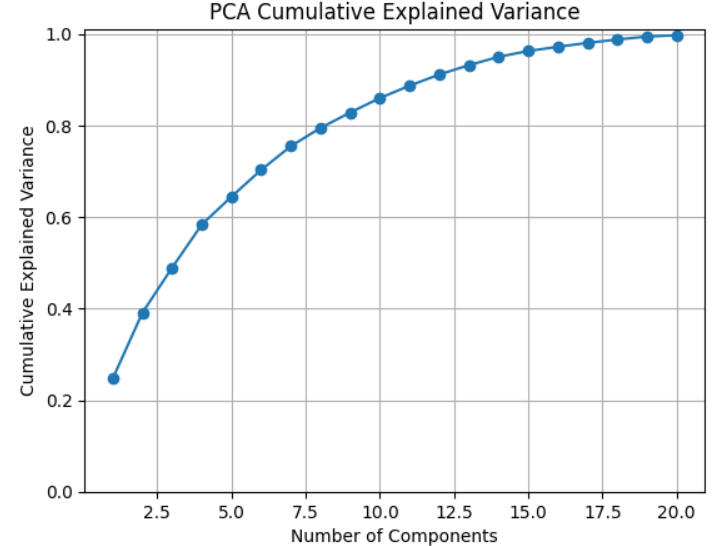 PCA Cumulative Explained Variance
1.0
0.8
0.6
0.4
0.2
0.0
Cumulative Explained Variance
2.5 5.0 7.5 10.0 12.5 15.0 17.5 20.0
Number of Components